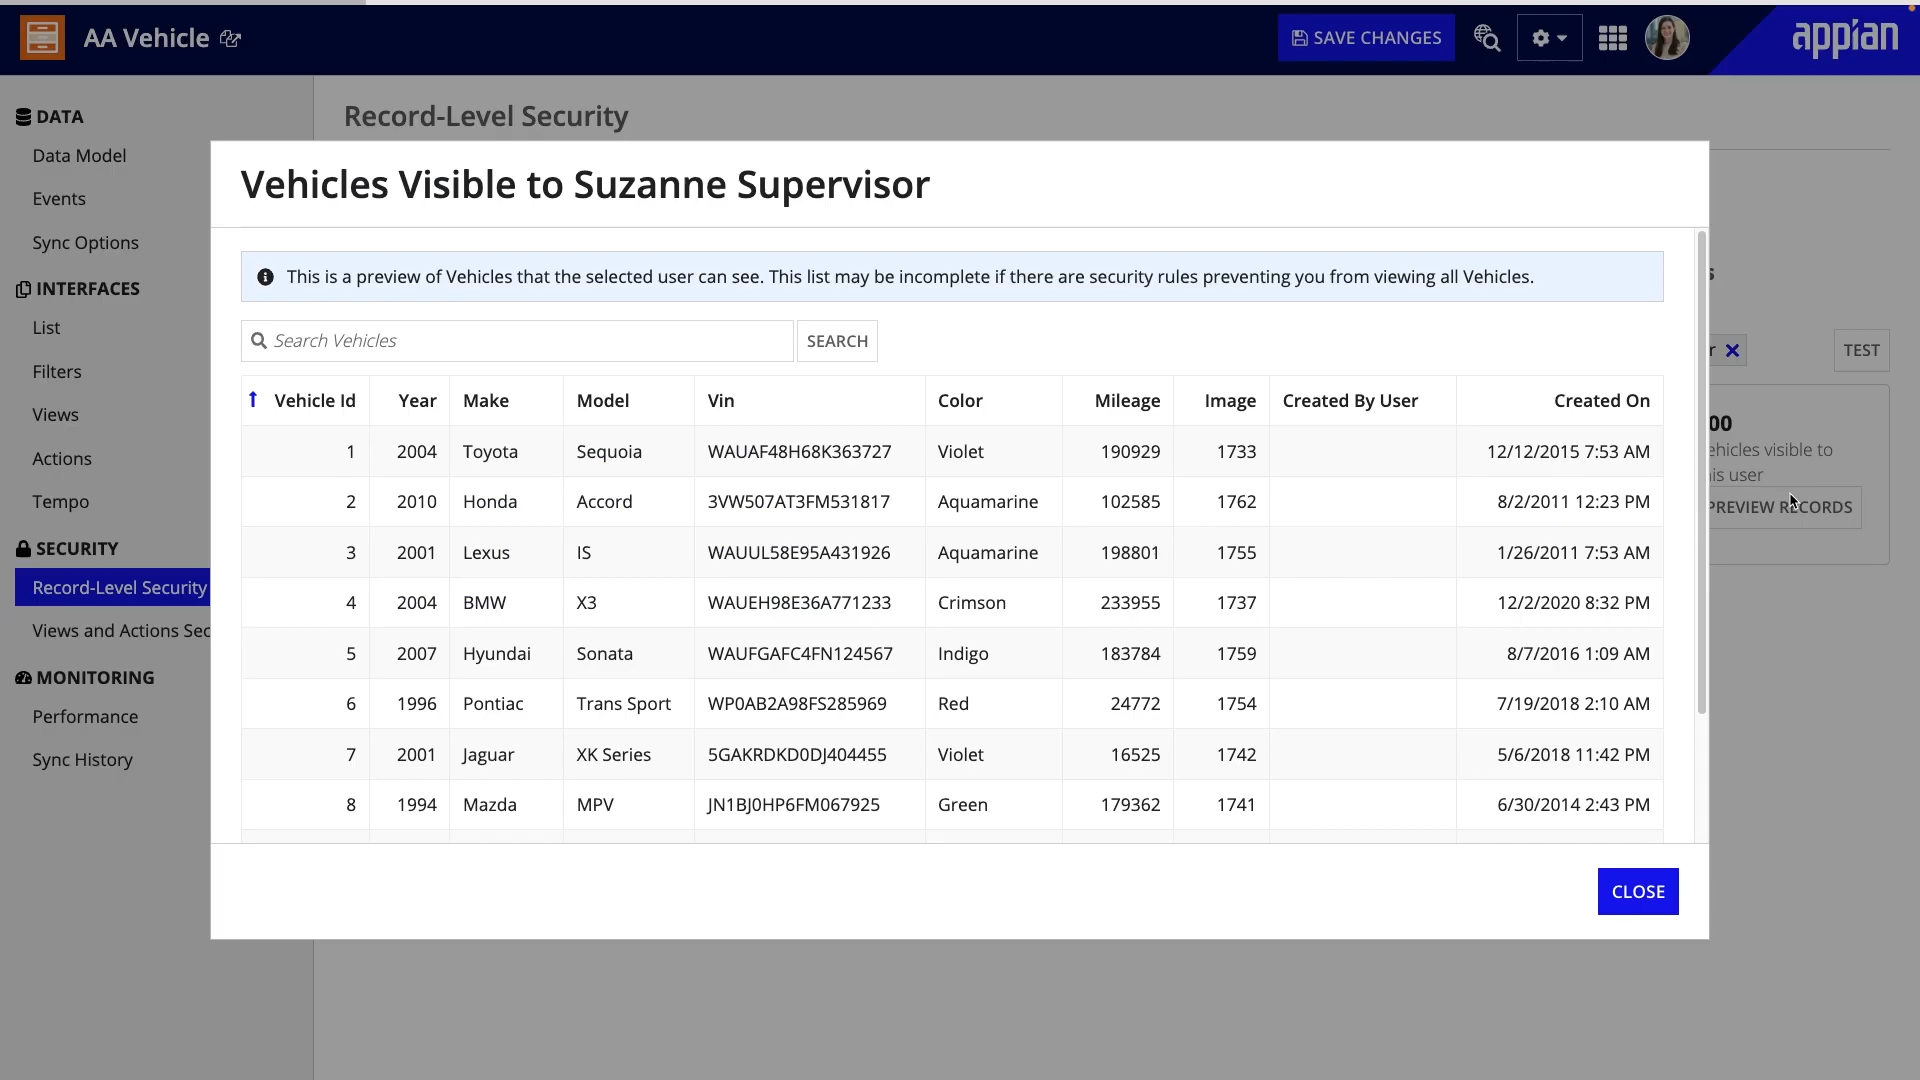 AA Vehicle
SAVE CHANGES
appian
DATA
Data Model
Events
Sync Options
INTERFACES
List
Filters
Views
Actions
Tempo
SECURITY
Record-Level Security
Views and Actions Sec
MONITORING
Performance
Sync History
Record-Level Security
TEST
00
ehicles visible to
is user
PREVIEW RECORDS
Vehicles Visible to Suzanne Supervisor
This is a preview of Vehicles that the selected user can see. This list may be incomplete if there are security rules preventing you from viewing all Vehicles.
Search Vehicles
SEARCH
Vehicle Id Year Make Model Vin Color Mileage Image Created By User Created On
1 2004 Toyota Sequoia WAUAF48H68K363727 Violet 190929 1733 12/12/2015 7:53 AM
2 2010 Honda Accord 3VW507AT3FM531817 Aquamarine 102585 1762 8/2/2011 12:23 PM
3 2001 Lexus IS WAUUL58E95A431926 Aquamarine 198801 1755 1/26/2011 7:53 AM
4 2004 BMW X3 WAUEH98E36A771233 Crimson 233955 1737 12/2/2020 8:32 PM
5 2007 Hyundai Sonata WAUFGAFC4FN124567 Indigo 183784 1759 8/7/2016 1:09 AM
6 1996 Pontiac Trans Sport WP0AB2A98FS285969 Red 24772 1754 7/19/2018 2:10 AM
7 2001 Jaguar XK Series 5GAKRDKD0DJ404455 Violet 16525 1742 5/6/2018 11:42 PM
8 1994 Mazda MPV JN1BJ0HP6FM067925 Green 179362 1741 6/30/2014 2:43 PM
CLOSE